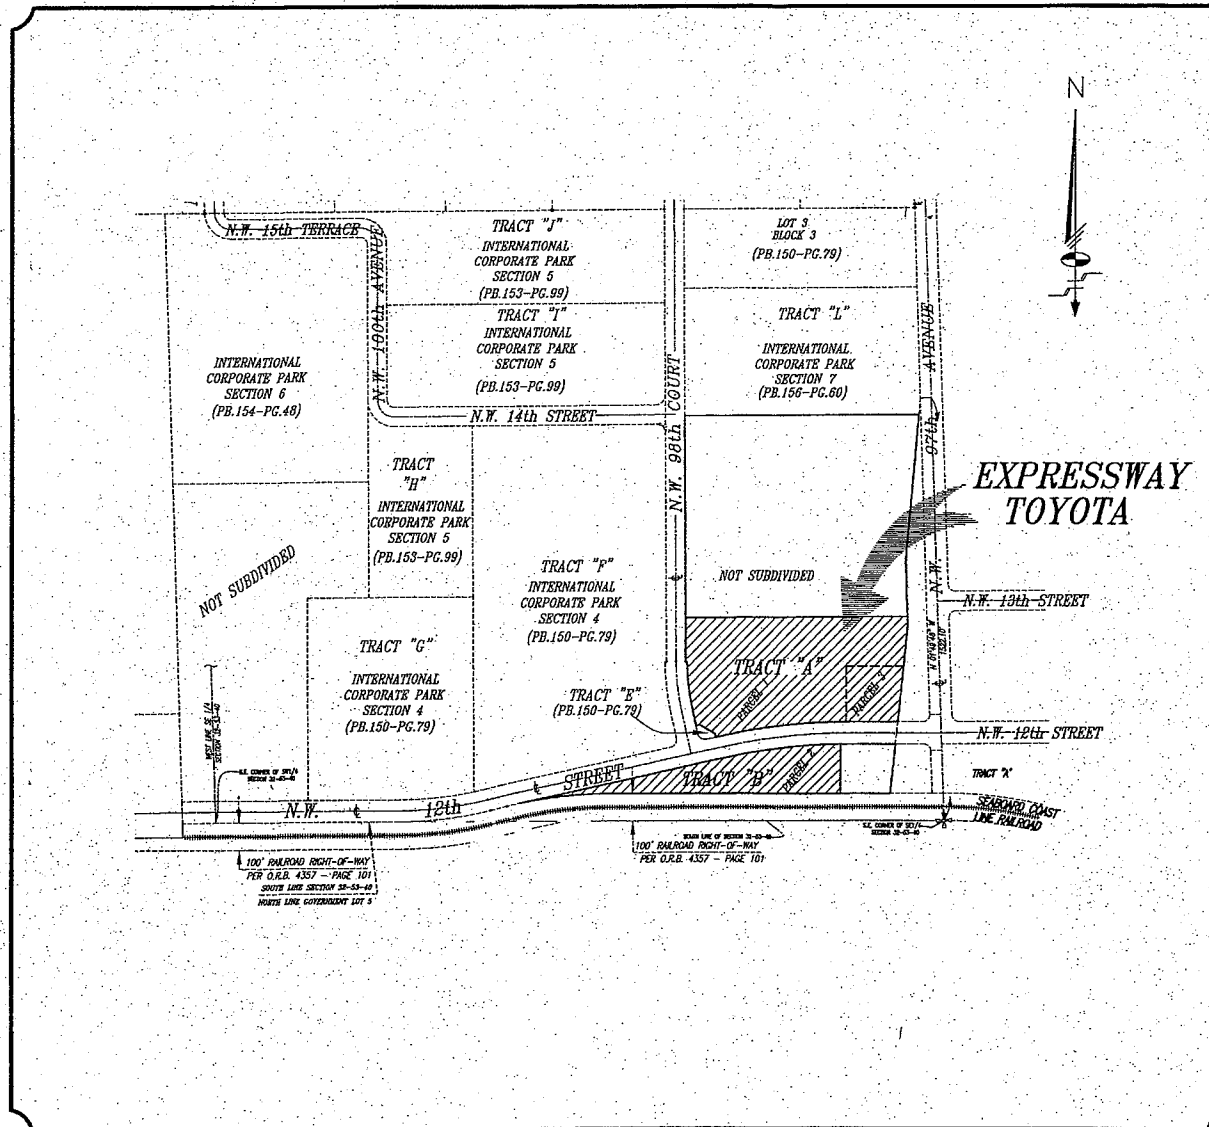 N
N.W. 15th TERRACE
N.W. 100th AVENUE
TRACT "J"
INTERNATIONAL
CORPORATE PARK
SECTION 5
(PB.153-PG.99)
LOT 3
BLOCK 3
(PB.150-PG.79)
TRACT "I"
INTERNATIONAL
CORPORATE PARK
SECTION 5
(PB.153-PG.99)
TRACT "L"
INTERNATIONAL
CORPORATE PARK
SECTION 7
(PB.156-PG.60)
INTERNATIONAL
CORPORATE PARK
SECTION 6
(PB.154-PG.48)
N.W. 14th STREET
N.W. 98th COURT
N.W. 97th AVENUE
EXPRESSWAY
TOYOTA
TRACT
"H"
INTERNATIONAL
CORPORATE PARK
SECTION 5
(PB.153-PG.99)
NOT SUBDIVIDED
TRACT "F"
INTERNATIONAL
CORPORATE PARK
SECTION 4
(PB.150-PG.79)
NOT SUBDIVIDED
N.W. 13th STREET
TRACT "G"
INTERNATIONAL
CORPORATE PARK
SECTION 4
(PB.150-PG.79)
TRACT "E"
(PB.150-PG.79)
TRACT "A"
PARCEL
PARCEL 3
N.W. 12th STREET
TRACT "B"
PARCEL 2
TRACT "A"
N.W. 12th STREET
SEABOARD COAST
LINE RAILROAD
100' RAILROAD RIGHT-OF-WAY
PER O.R.B. 4357 - PAGE 101
SOUTH LINE SECTION 32-53-40
NORTH LINE GOVERNMENT LOT 5
100' RAILROAD RIGHT-OF-WAY
PER O.R.B. 4357 - PAGE 101